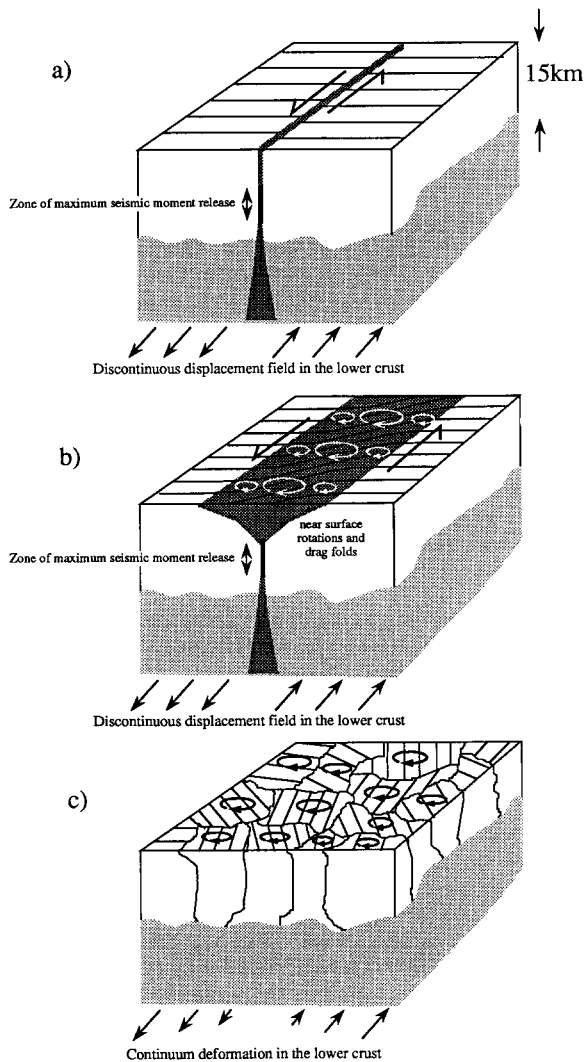 a)
15km
Zone of maximum seismic moment release
Discontinuous displacement field in the lower crust
b)
near surface
rotations and
drag folds
Zone of maximum seismic moment release
Discontinuous displacement field in the lower crust
c)
Continuum deformation in the lower crust